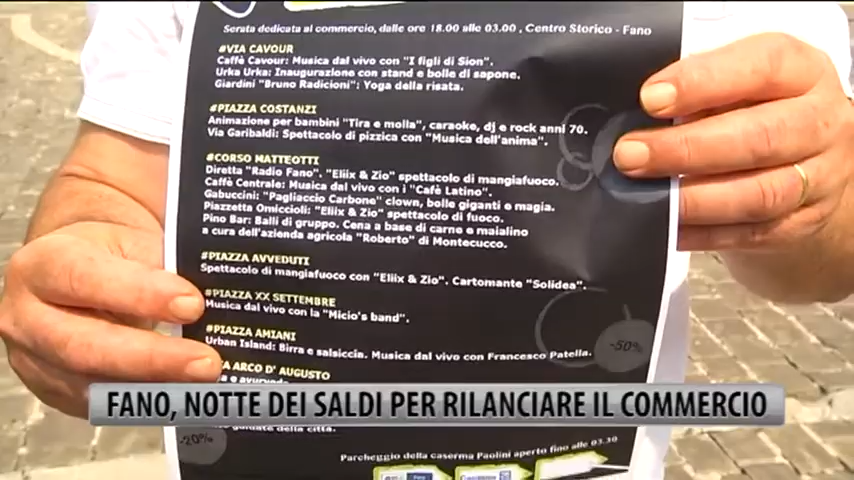 Serata dedicata al commercio, dalle ore 18.00 alle 03.00 , Centro Storico - Fano
#VIA CAVOUR
Caffè Cavour: Musica dal vivo con "I figli di Sion".
Urka Urka: Inaugurazione con stand e bolle di sapone.
Giardini "Bruno Radicioni": Yoga della risata.
#PIAZZA COSTANZI
Animazione per bambini "Tira e molla", caraoke, dj e rock anni 70.
Via Garibaldi: Spettacolo di pizzica con "Musica dell'anima".
#CORSO MATTEOTTI
Diretta "Radio Fano". "Eliix & Zio" spettacolo di mangiafuoco.
Caffè Centrale: Musica dal vivo con i "Cafè Latino".
Gabuccini: "Pagliaccio Carbone" clown, bolle giganti e magia.
Piazzetta Omiccioli: "Eliix & Zio" spettacolo di fuoco.
Pino Bar: Balli di gruppo. Cena a base di carne e maialino
a cura dell'azienda agricola "Roberto" di Montecucco.
#PIAZZA AVVEDUTI
Spettacolo di mangiafuoco con "Eliix & Zio". Cartomante "Solidea".
#PIAZZA XX SETTEMBRE
Musica dal vivo con la "Micio's band".
#PIAZZA AMIANI
Urban Island: Birra e salsiccia. Musica dal vivo con Francesco Patella.
-50%
ARCO D' AUGUSTO
FANO, NOTTE DEI SALDI PER RILANCIARE IL COMMERCIO
-20%
della città.
Parcheggio della caserma Paolini aperto fino alle 03.30